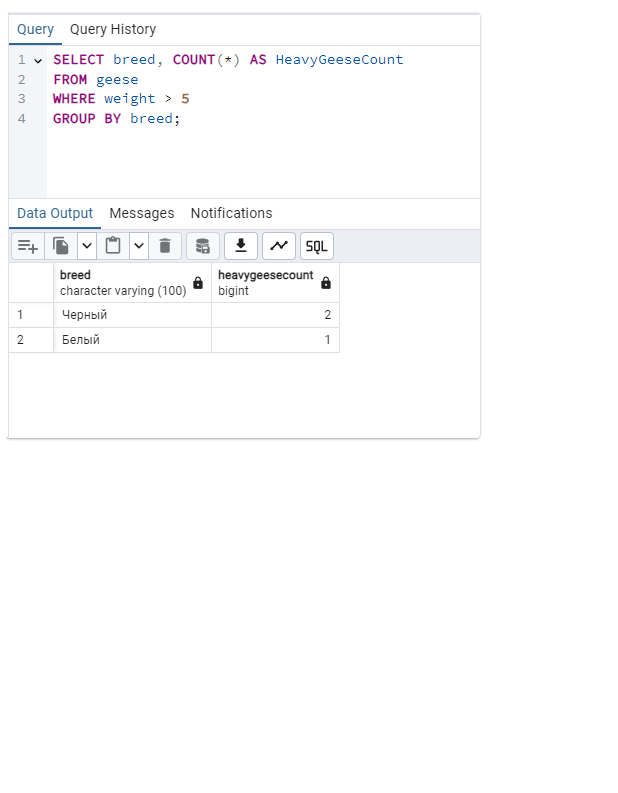 Query Query History
1 SELECT breed, COUNT(*) AS HeavyGeeseCount
2 FROM geese
3 WHERE weight > 5
4 GROUP BY breed;
Data Output Messages Notifications
SQL
breed heavygeesecount
character varying (100) bigint
1 Черный 2
2 Белый 1